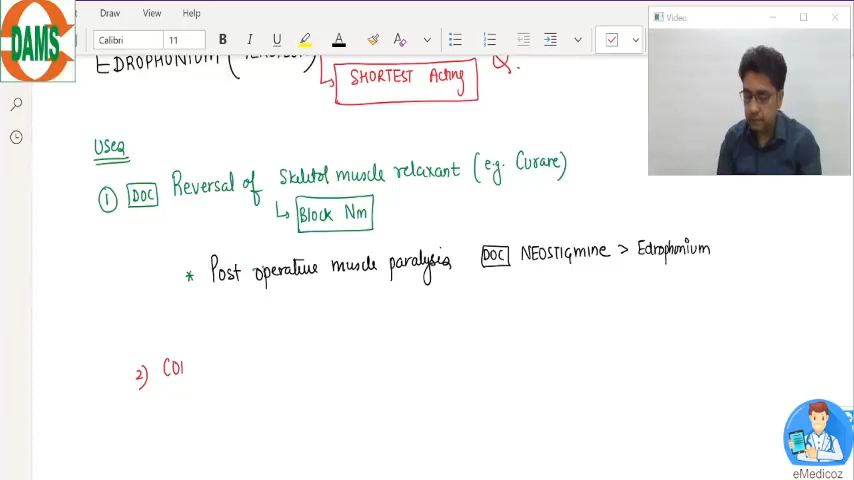 Draw View Help
Video
DAMS
Calibri 11 B I U A
EDROPHONIUM (
SHORTEST Acting Q.
Uses
1 DOC Reversal of Skeletal muscle relaxant (e.g. Curare)
Block Nm
* Post operative muscle paralysis DOC NEOSTIGMINE > Edrophonium
2) CO
eMedicoz